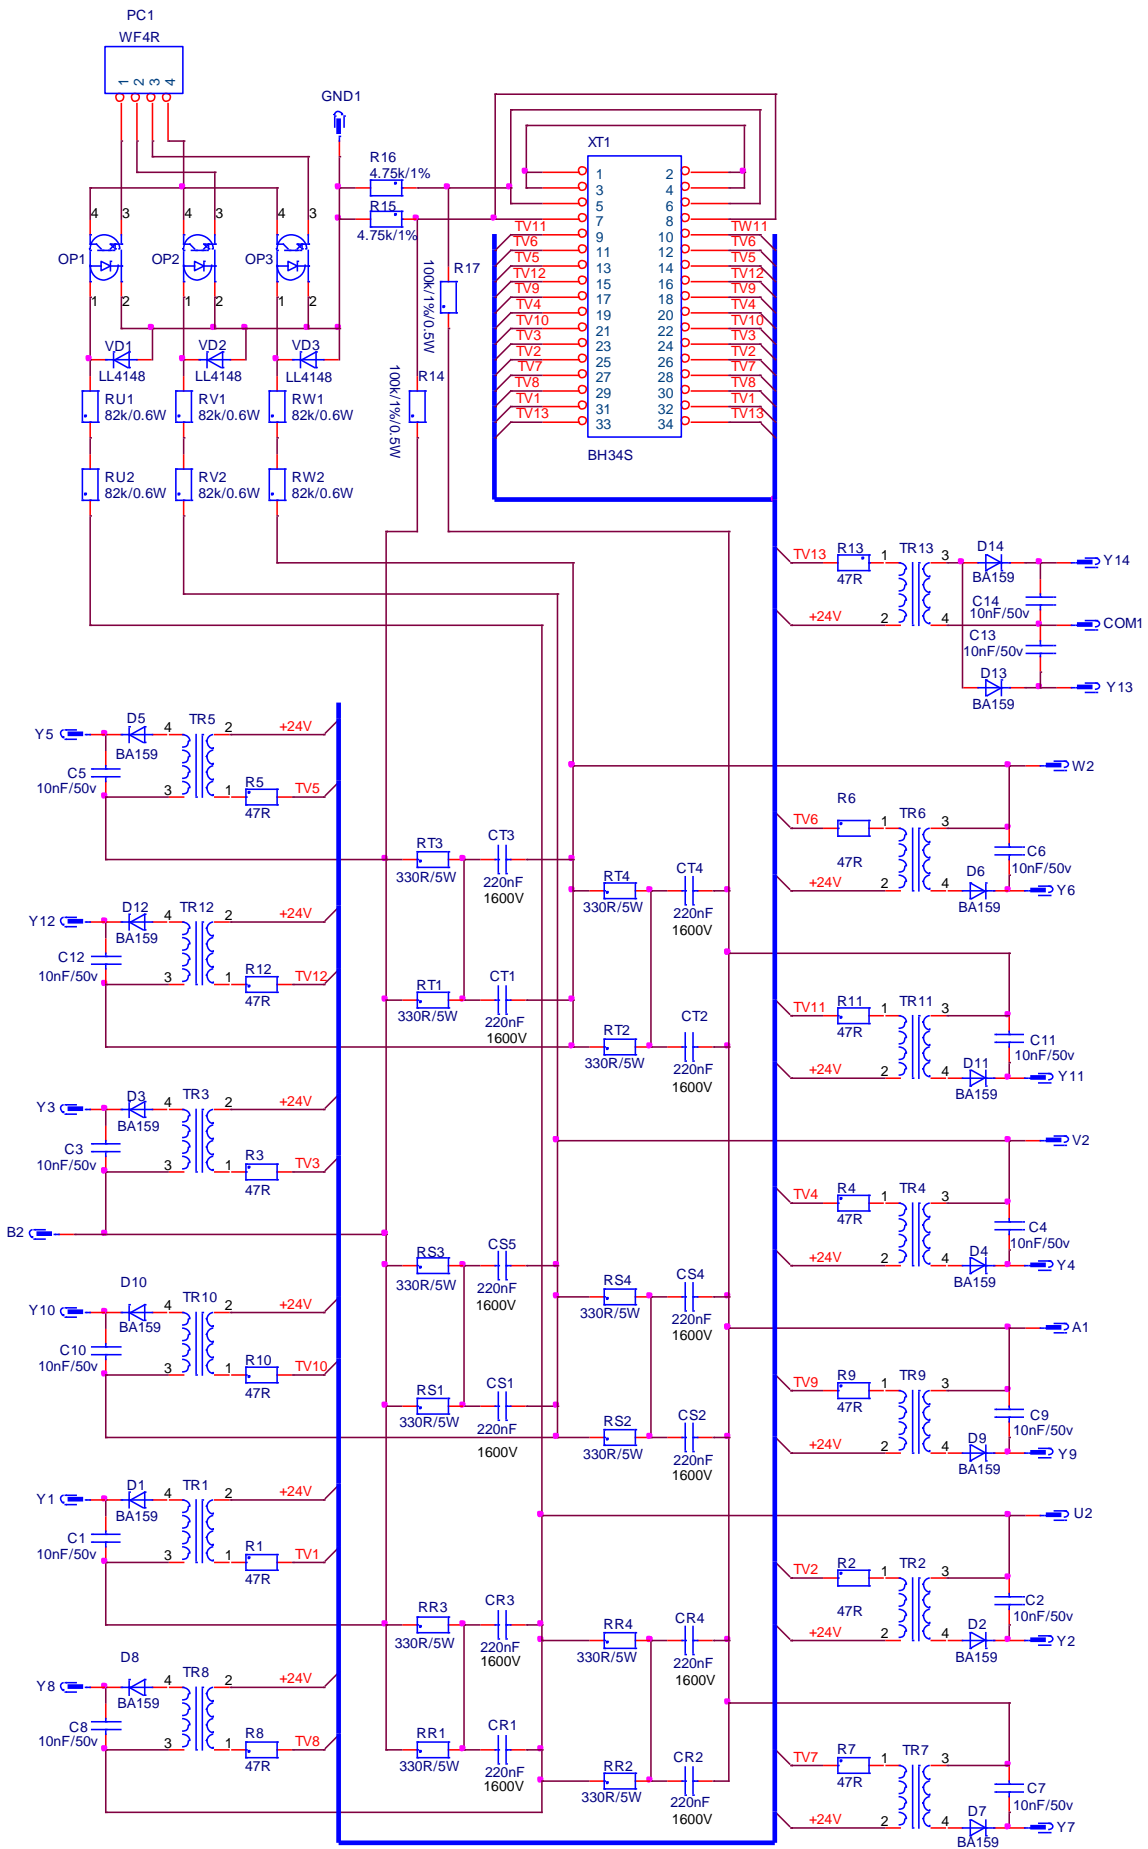 PC1
WF4R
1 2 3 4
GND1
XT1
R16
4.75k/1%
R15
4.75k/1%
1 2
3 4
5 6
7 8
TV11 9 10 TW11
TV6 11 12 TV6
TV5 13 14 TV5
TV12 15 16 TV12
TV9 17 18 TV9
TV4 19 20 TV4
TV10 21 22 TV10
TV3 23 24 TV3
TV2 25 26 TV2
TV7 27 28 TV7
TV8 29 30 TV8
TV1 31 32 TV1
TV13 33 34 TV13
BH34S
4 3 4 3 4 3
OP1 OP2 OP3
1 2 1 2 1 2
R17
100k/1%/0.5W
R14
100k/1%/0.5W
VD1 VD2 VD3
LL4148 LL4148 LL4148
RU1 RV1 RW1
82k/0.6W 82k/0.6W 82k/0.6W
RU2 RV2 RW2
82k/0.6W 82k/0.6W 82k/0.6W
TV13 R13 1 TR13 3 D14 Y14
47R BA159
C14
10nF/50v
+24V 2 4 COM1
C13
10nF/50v
D13 Y13
BA159
Y5 D5 4 TR5 2 +24V
BA159
C5
10nF/50v
3 1 R5 TV5
47R
W2
TV6 R6 1 TR6 3
47R
C6
10nF/50v
+24V 2 4 D6 Y6
BA159
RT3 CT3
330R/5W 220nF
1600V
RT4 CT4
330R/5W 220nF
1600V
Y12 D12 4 TR12 2 +24V
BA159
C12
10nF/50v
3 1 R12 TV12
47R
RT1 CT1
330R/5W 220nF
1600V
RT2 CT2
330R/5W 220nF
1600V
TV11 R11 1 TR11 3
47R
C11
10nF/50v
+24V 2 4 D11 Y11
BA159
Y3 D3 4 TR3 2 +24V
BA159
C3
10nF/50v
3 1 R3 TV3
47R
V2
TV4 R4 1 TR4 3
47R
C4
10nF/50v
+24V 2 4 D4 Y4
BA159
B2
RS3 CS5
330R/5W 220nF
1600V
RS4 CS4
330R/5W 220nF
1600V
Y10 D10 4 TR10 2 +24V
BA159
C10
10nF/50v
3 1 R10 TV10
47R
A1
TV9 R9 1 TR9 3
47R
C9
10nF/50v
+24V 2 4 D9 Y9
BA159
RS1 CS1
330R/5W 220nF
1600V
RS2 CS2
330R/5W 220nF
1600V
Y1 D1 4 TR1 2 +24V
BA159
C1
10nF/50v
3 1 R1 TV1
47R
U2
TV2 R2 1 TR2 3
47R
C2
10nF/50v
+24V 2 4 D2 Y2
BA159
RR3 CR3
330R/5W 220nF
1600V
RR4 CR4
330R/5W 220nF
1600V
Y8 D8 4 TR8 2 +24V
BA159
C8
10nF/50v
3 1 R8 TV8
47R
RR1 CR1
330R/5W 220nF
1600V
RR2 CR2
330R/5W 220nF
1600V
TV7 R7 1 TR7 3
47R
C7
10nF/50v
+24V 2 4 D7 Y7
BA159